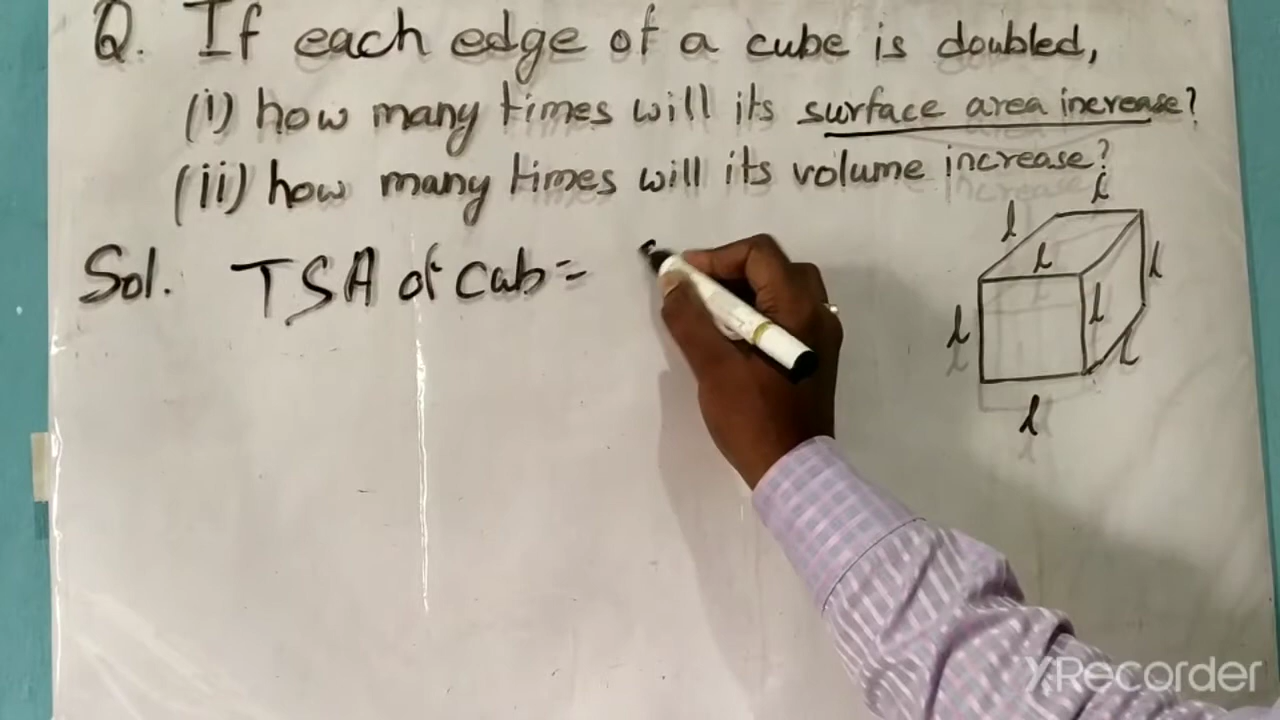 Q. If each edge of a cube is doubled,
(i) how many times will its surface area increase?
(ii) how many times will its volume increase?
Sol. TSA of Cub=
l
l
l
l
l
l
l
l
XRecorder